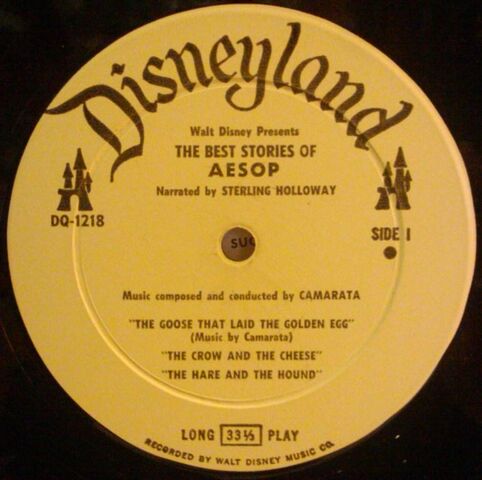 Disneyland
Walt Disney Presents
THE BEST STORIES OF
AESOP
Narrated by STERLING HOLLOWAY
DQ-1218
SIDE 1
SUC
Music composed and conducted by CAMARATA
"THE GOOSE THAT LAID THE GOLDEN EGG"
(Music by Camarata)
"THE CROW AND THE CHEESE"
"THE HARE AND THE HOUND"
LONG 33⅓ PLAY
RECORDED BY WALT DISNEY MUSIC CO.